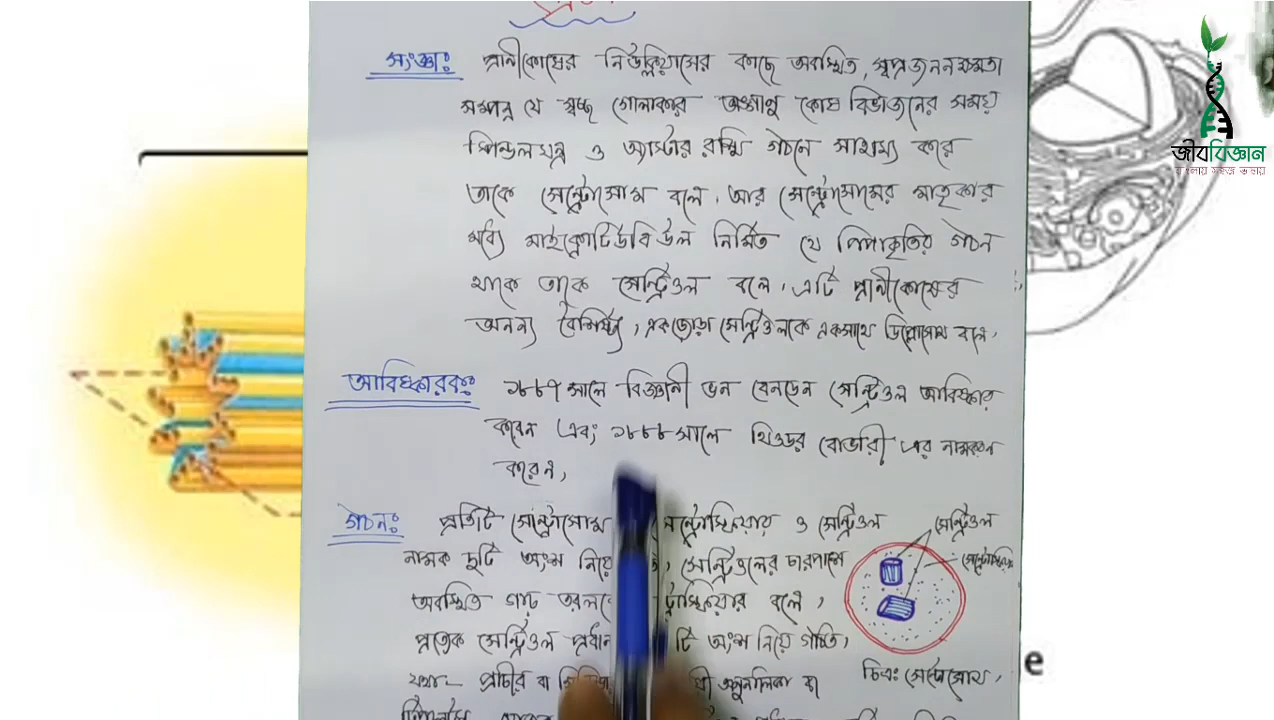 সংজ্ঞাঃ প্রানীকোষের নিউক্লিয়াসের কাছে অবস্থিত, স্বপ্রজননক্ষমতা
সম্পন্ন যে স্বচ্ছ গোলাকার অঙ্গাণু কোষ বিভাজনের সময়
স্পিন্ডলযন্ত্র ও অ্যাস্টার রশ্মি গঠনে সাহায্য করে
তাকে সেন্ট্রোসোম বলে। আর সেন্ট্রোসোমের মাতৃকার
মধ্যে মাইক্রোটিউবিউল নির্মিত যে পিপাকৃতির গঠন
থাকে তাকে সেন্ট্রিওল বলে। এটি প্রানীকোষের
অনন্য বৈশিষ্ট্য, একজোড়া সেন্ট্রিওলকে একসাথে ডিপ্লোসোম বলে।
আবিষ্কারকঃ ১৮৮৭ সালে বিজ্ঞানী ভন বেনডেন সেন্ট্রিওল আবিষ্কার
করেন এবং ১৮৮৮ সালে থিওডর বোভারী এর নামকরণ
করেন,
গঠনঃ প্রতিটি সেন্ট্রোসোম সেন্ট্রোস্ফিয়ার ও সেন্ট্রিওল
নামক দুটি অংশ নিয়ে সেন্ট্রিওলের চারপাশে
অবস্থিত গাঢ় বলে,
প্রত্যেক সেন্ট্রিওল প্রধান টি অংশ নিয়ে গঠিত,
যথা– প্রাচীর বা
সেন্ট্রিওল
চিত্রঃ সেন্ট্রোসোম,
জীববিজ্ঞান
বাংলায় সহজ ভাষায়
e